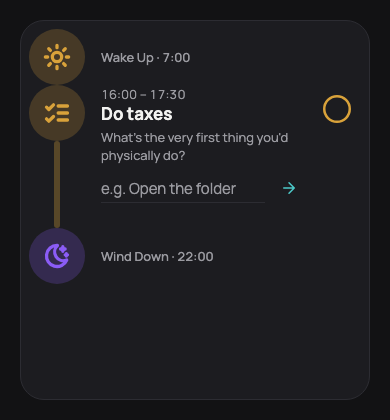 Wake Up · 7:00
16:00 – 17:30
Do taxes
What's the very first thing you'd
physically do?
e.g. Open the folder
Wind Down · 22:00